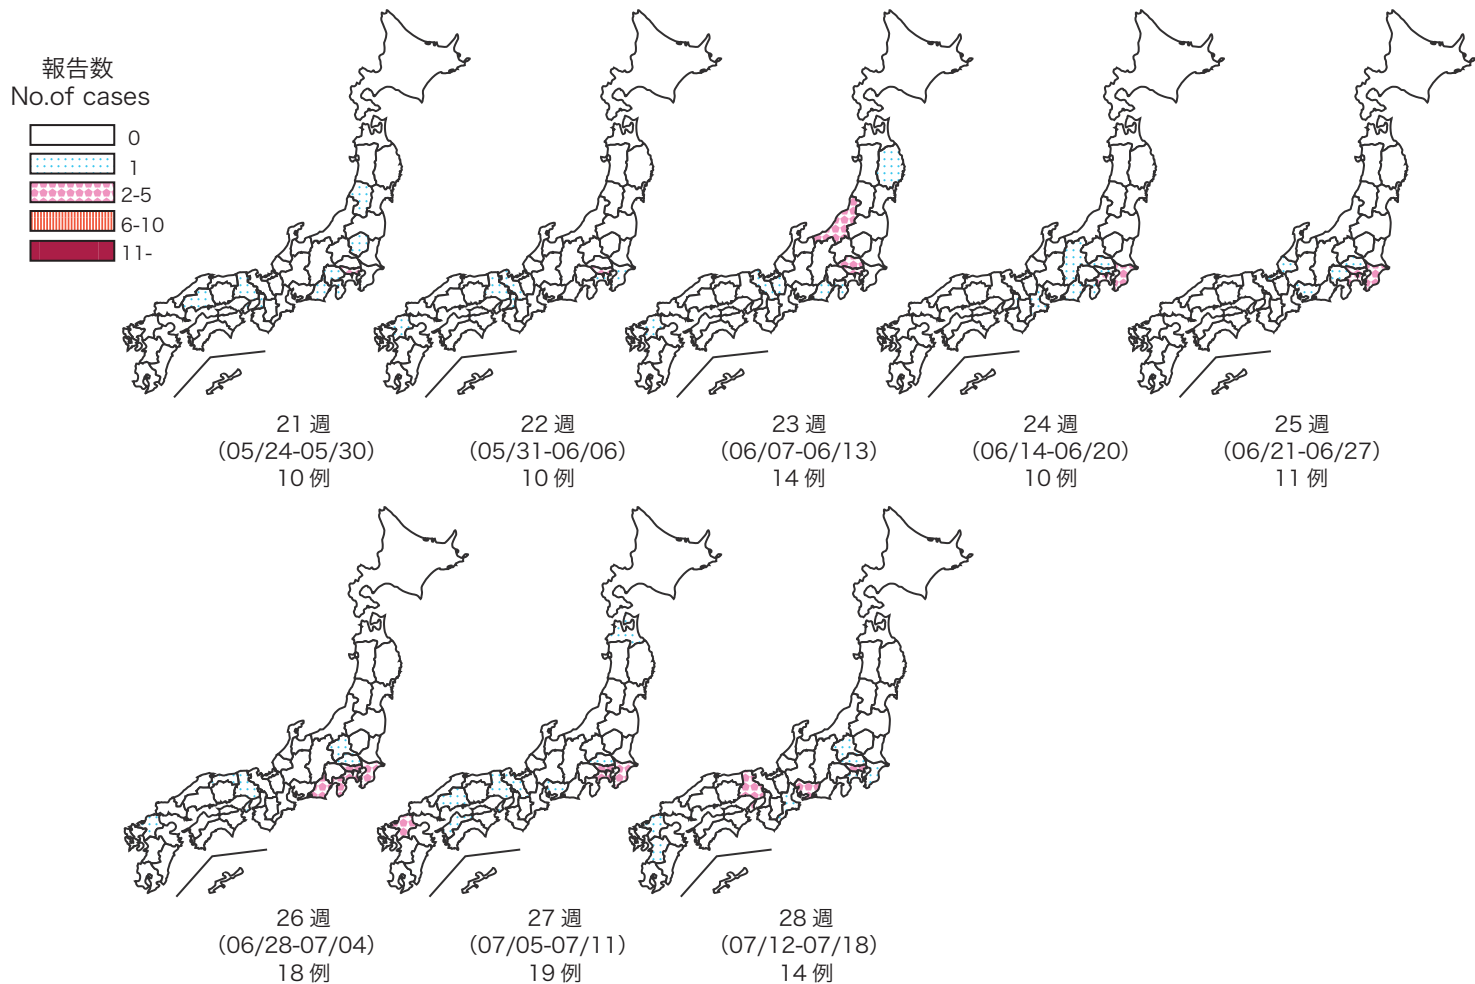 報告数
No.of cases
0
1
2-5
6-10
11-
21 週
（05/24-05/30）
10 例
22 週
（05/31-06/06）
10 例
23 週
（06/07-06/13）
14 例
24 週
（06/14-06/20）
10 例
25 週
（06/21-06/27）
11 例
26 週
（06/28-07/04）
18 例
27 週
（07/05-07/11）
19 例
28 週
（07/12-07/18）
14 例